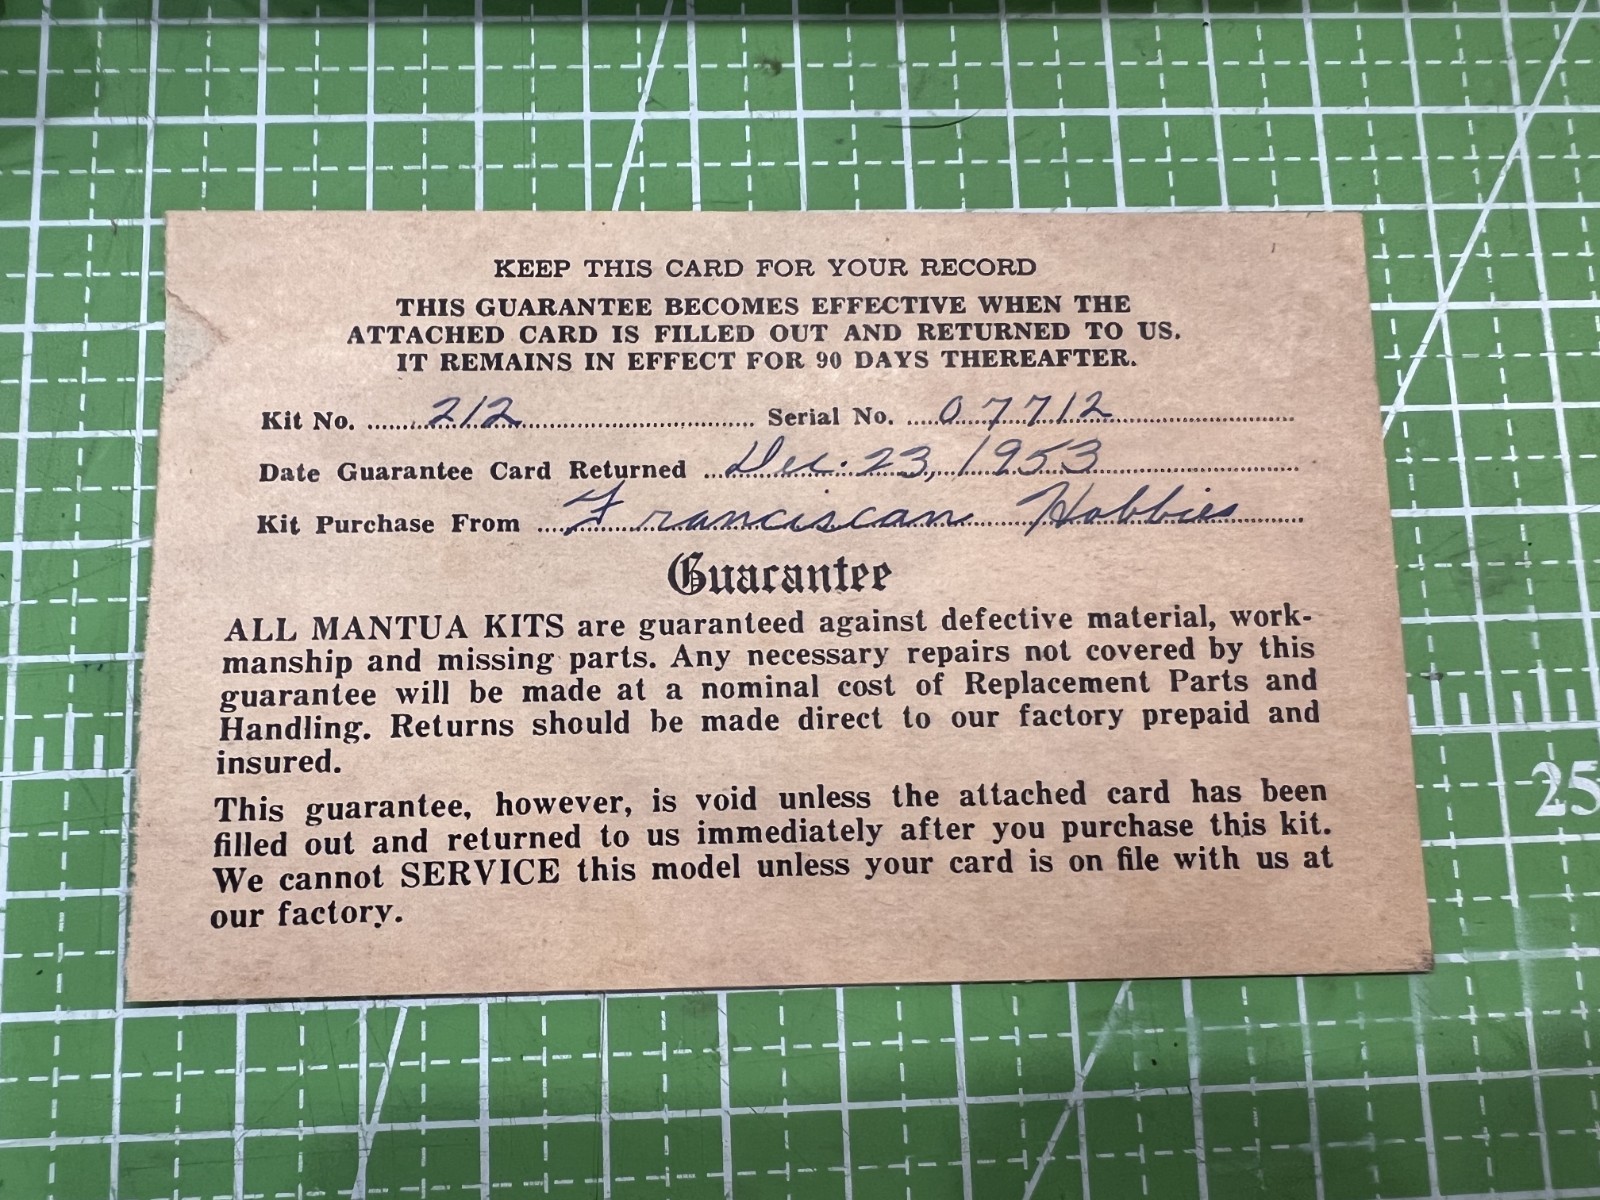 KEEP THIS CARD FOR YOUR RECORD
THIS GUARANTEE BECOMES EFFECTIVE WHEN THE
ATTACHED CARD IS FILLED OUT AND RETURNED TO US.
IT REMAINS IN EFFECT FOR 90 DAYS THEREAFTER.
Kit No. 212 Serial No. 07712
Date Guarantee Card Returned Dec. 23, 1953
Kit Purchase From Franciscan Hobbies
Guarantee
ALL MANTUA KITS are guaranteed against defective material, work-
manship and missing parts. Any necessary repairs not covered by this
guarantee will be made at a nominal cost of Replacement Parts and
Handling. Returns should be made direct to our factory prepaid and
insured.
This guarantee, however, is void unless the attached card has been
filled out and returned to us immediately after you purchase this kit.
We cannot SERVICE this model unless your card is on file with us at
our factory.
25